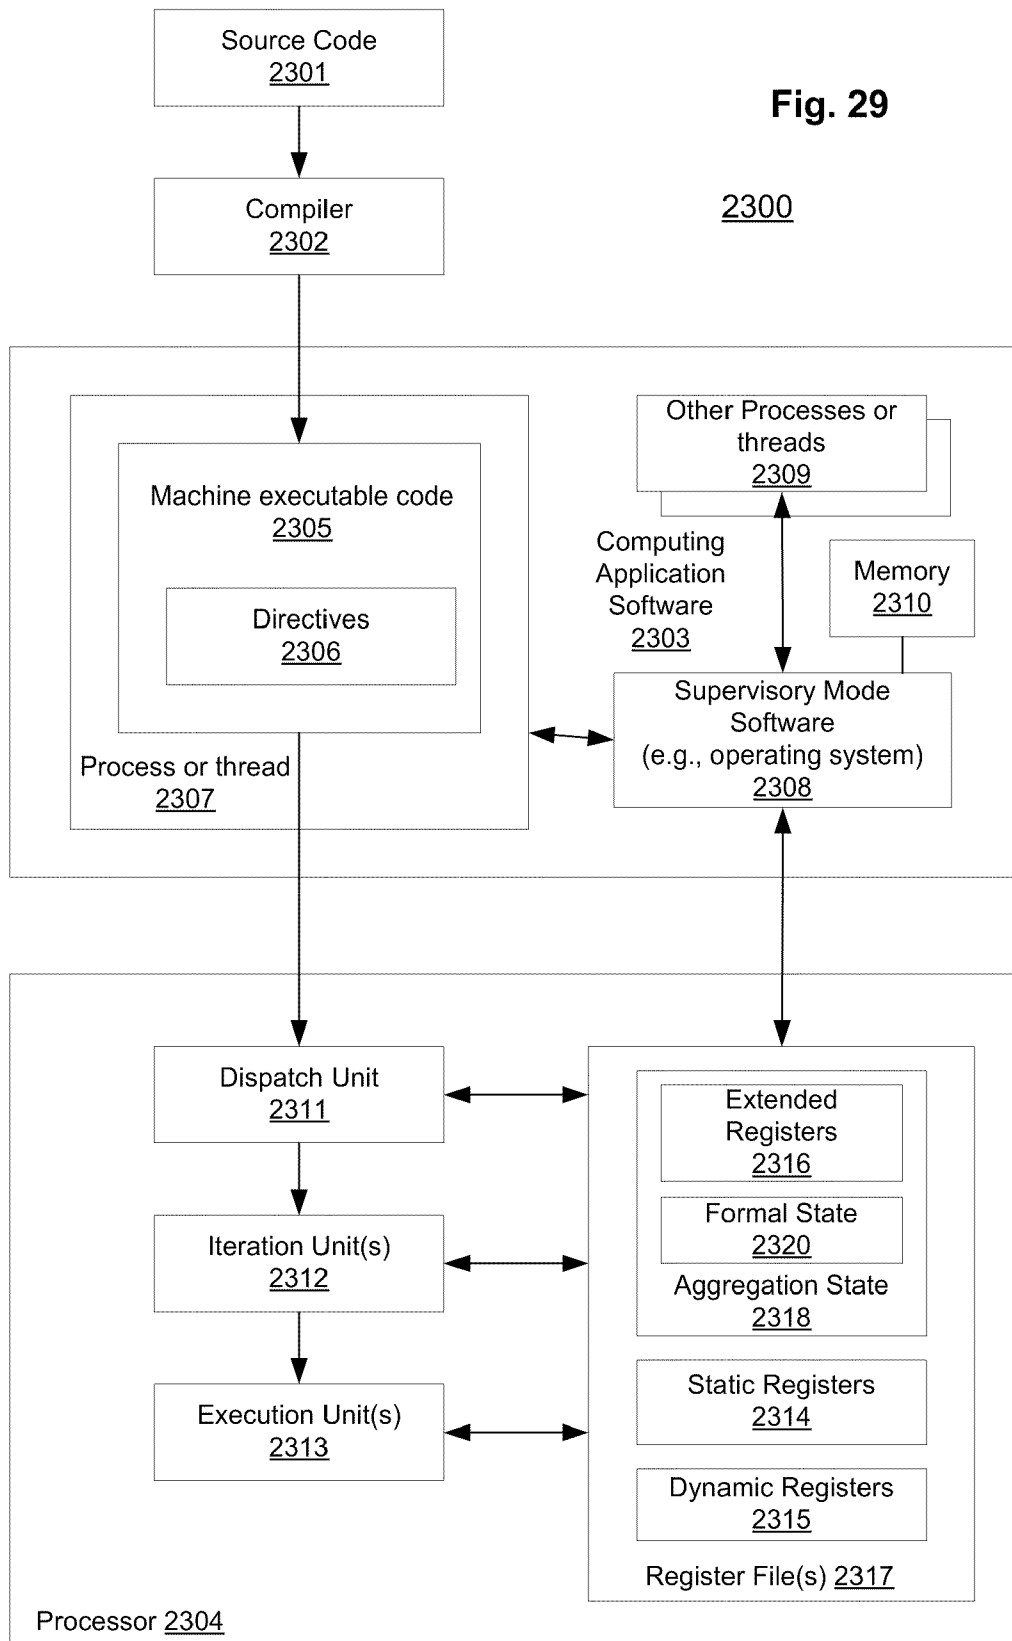 Source Code
2301
Fig. 29
Compiler
2302
2300
Other Processes or
threads
2309
Machine executable code
2305
Computing
Application
Software
2303
Memory
2310
Directives
2306
Supervisory Mode
Software
(e.g., operating system)
2308
Process or thread
2307
Dispatch Unit
2311
Extended
Registers
2316
Formal State
2320
Iteration Unit(s)
2312
Aggregation State
2318
Static Registers
2314
Execution Unit(s)
2313
Dynamic Registers
2315
Register File(s) 2317
Processor 2304